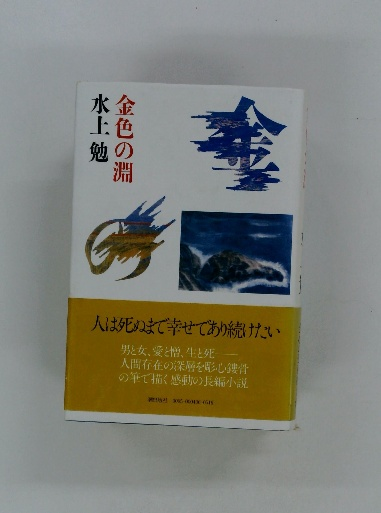 金色の淵
水上 勉
金
の
人は死ぬまで幸せであり続けたい
男と女、愛と憎、生と死——
人間存在の深層を彫心鏤骨
の筆で描く感動の長編小説